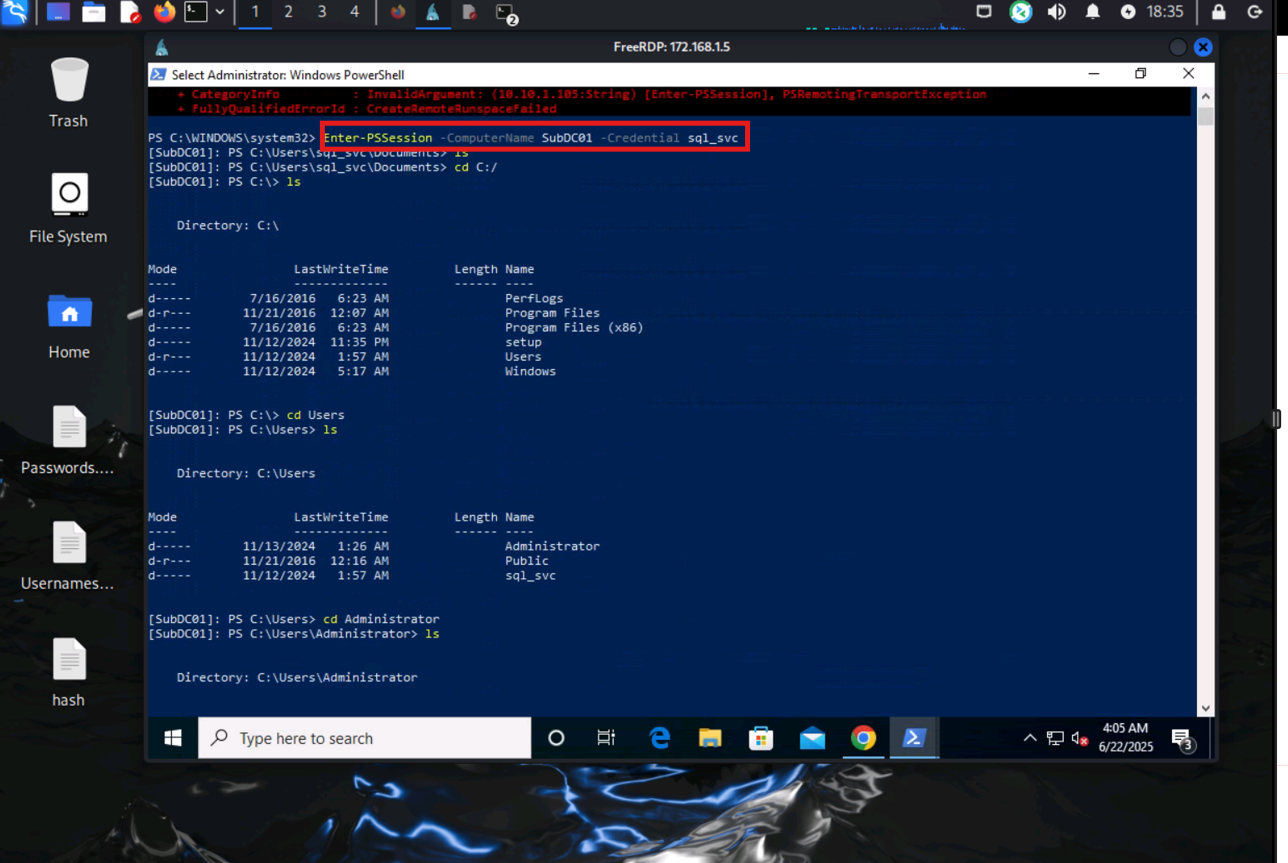 1 2 3 4 2 18:35
FreeRDP: 172.168.1.5
Trash
File System
Home
Passwords....
Usernames...
hash
Select Administrator: Windows PowerShell
+ CategoryInfo : InvalidArgument: (10.10.1.105:String) [Enter-PSSession], PSRemotingTransportException
+ FullyQualifiedErrorId : CreateRemoteRunspaceFailed
PS C:\WINDOWS\system32> Enter-PSSession -ComputerName SubDC01 -Credential sql_svc
[SubDC01]: PS C:\Users\sql_svc\Documents> ls
[SubDC01]: PS C:\Users\sql_svc\Documents> cd C:/
[SubDC01]: PS C:\> ls
Directory: C:\
Mode LastWriteTime Length Name
---- ------------- ------ ----
d----- 7/16/2016 6:23 AM PerfLogs
d-r--- 11/21/2016 12:07 AM Program Files
d----- 7/16/2016 6:23 AM Program Files (x86)
d----- 11/12/2024 11:35 PM setup
d-r--- 11/12/2024 1:57 AM Users
d----- 11/12/2024 5:17 AM Windows
[SubDC01]: PS C:\> cd Users
[SubDC01]: PS C:\Users> ls
Directory: C:\Users
Mode LastWriteTime Length Name
---- ------------- ------ ----
d----- 11/13/2024 1:26 AM Administrator
d-r--- 11/21/2016 12:16 AM Public
d----- 11/12/2024 1:57 AM sql_svc
[SubDC01]: PS C:\Users> cd Administrator
[SubDC01]: PS C:\Users\Administrator> ls
Directory: C:\Users\Administrator
Type here to search
4:05 AM
6/22/2025
3